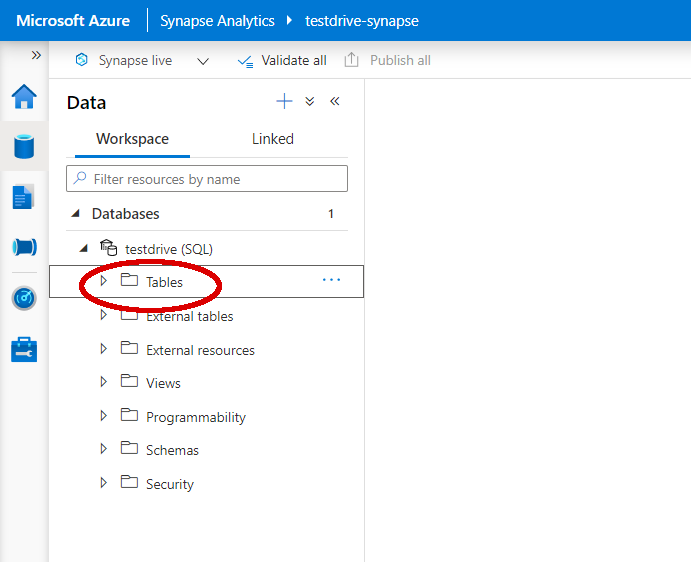 Microsoft Azure Synapse Analytics testdrive-synapse
Synapse live Validate all Publish all
Data
Workspace Linked
Filter resources by name
Databases 1
testdrive (SQL)
Tables
External tables
External resources
Views
Programmability
Schemas
Security